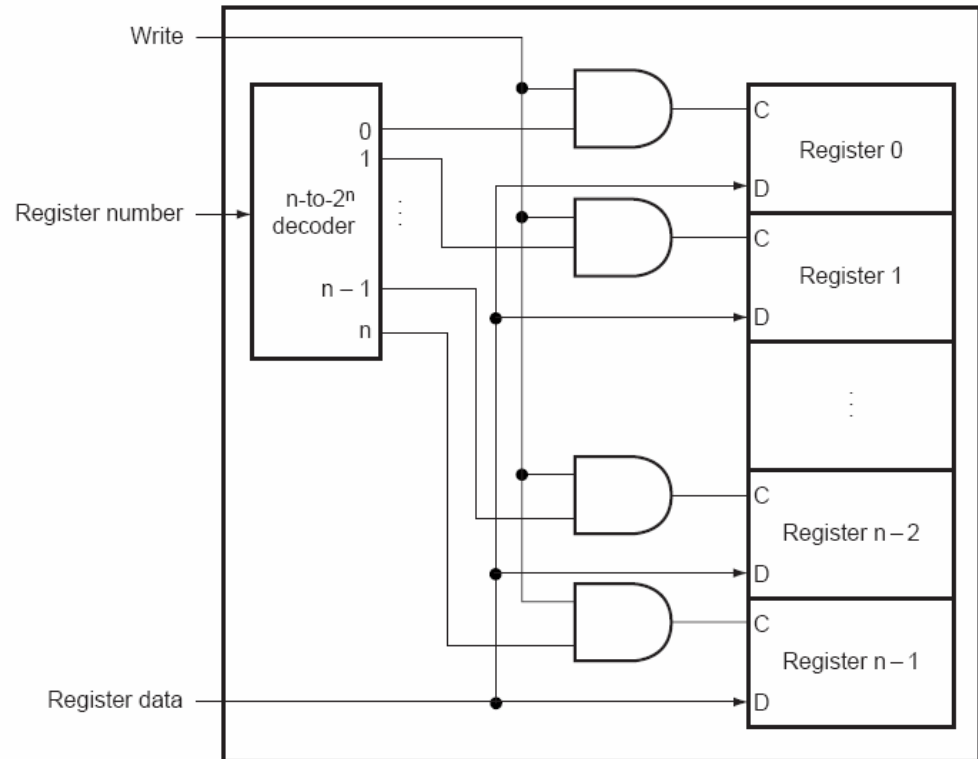 Write
0
1
n-to-2ⁿ
decoder
⋮
n – 1
n
Register number
Register data
C
Register 0
D
C
Register 1
D
⋮
C
Register n – 2
D
C
Register n – 1
D